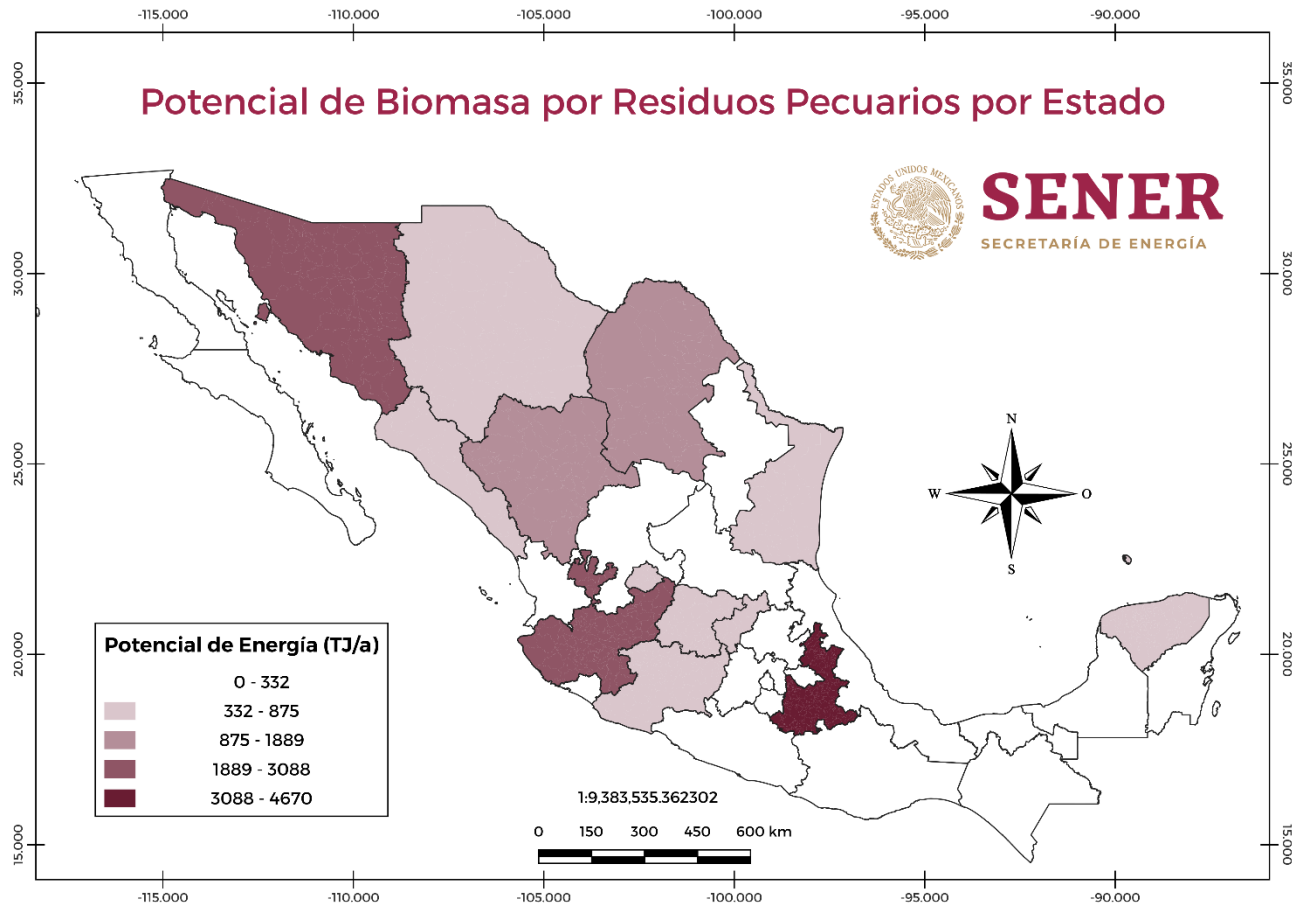 -115.000 -110.000 -105.000 -100.000 -95.000 -90.000
35.000 35.000
Potencial de Biomasa por Residuos Pecuarios por Estado
ESTADOS UNIDOS MEXICANOS
SENER
SECRETARÍA DE ENERGÍA
30.000 30.000
25.000 25.000
N
W O
S
20.000 20.000
Potencial de Energía (TJ/a)
0 - 332
332 - 875
875 - 1889
1889 - 3088
3088 - 4670
1:9,383,535.362302
0 150 300 450 600 km
15.000 15.000
-115.000 -110.000 -105.000 -100.000 -95.000 -90.000